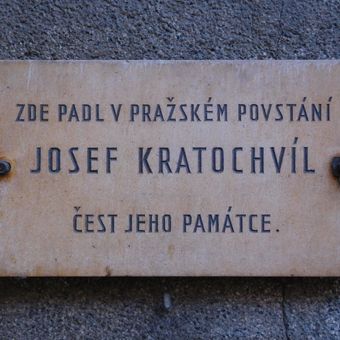 ZDE PADL V PRAŽSKÉM POVSTÁNÍ
JOSEF KRATOCHVÍL
ČEST JEHO PAMÁTCE.